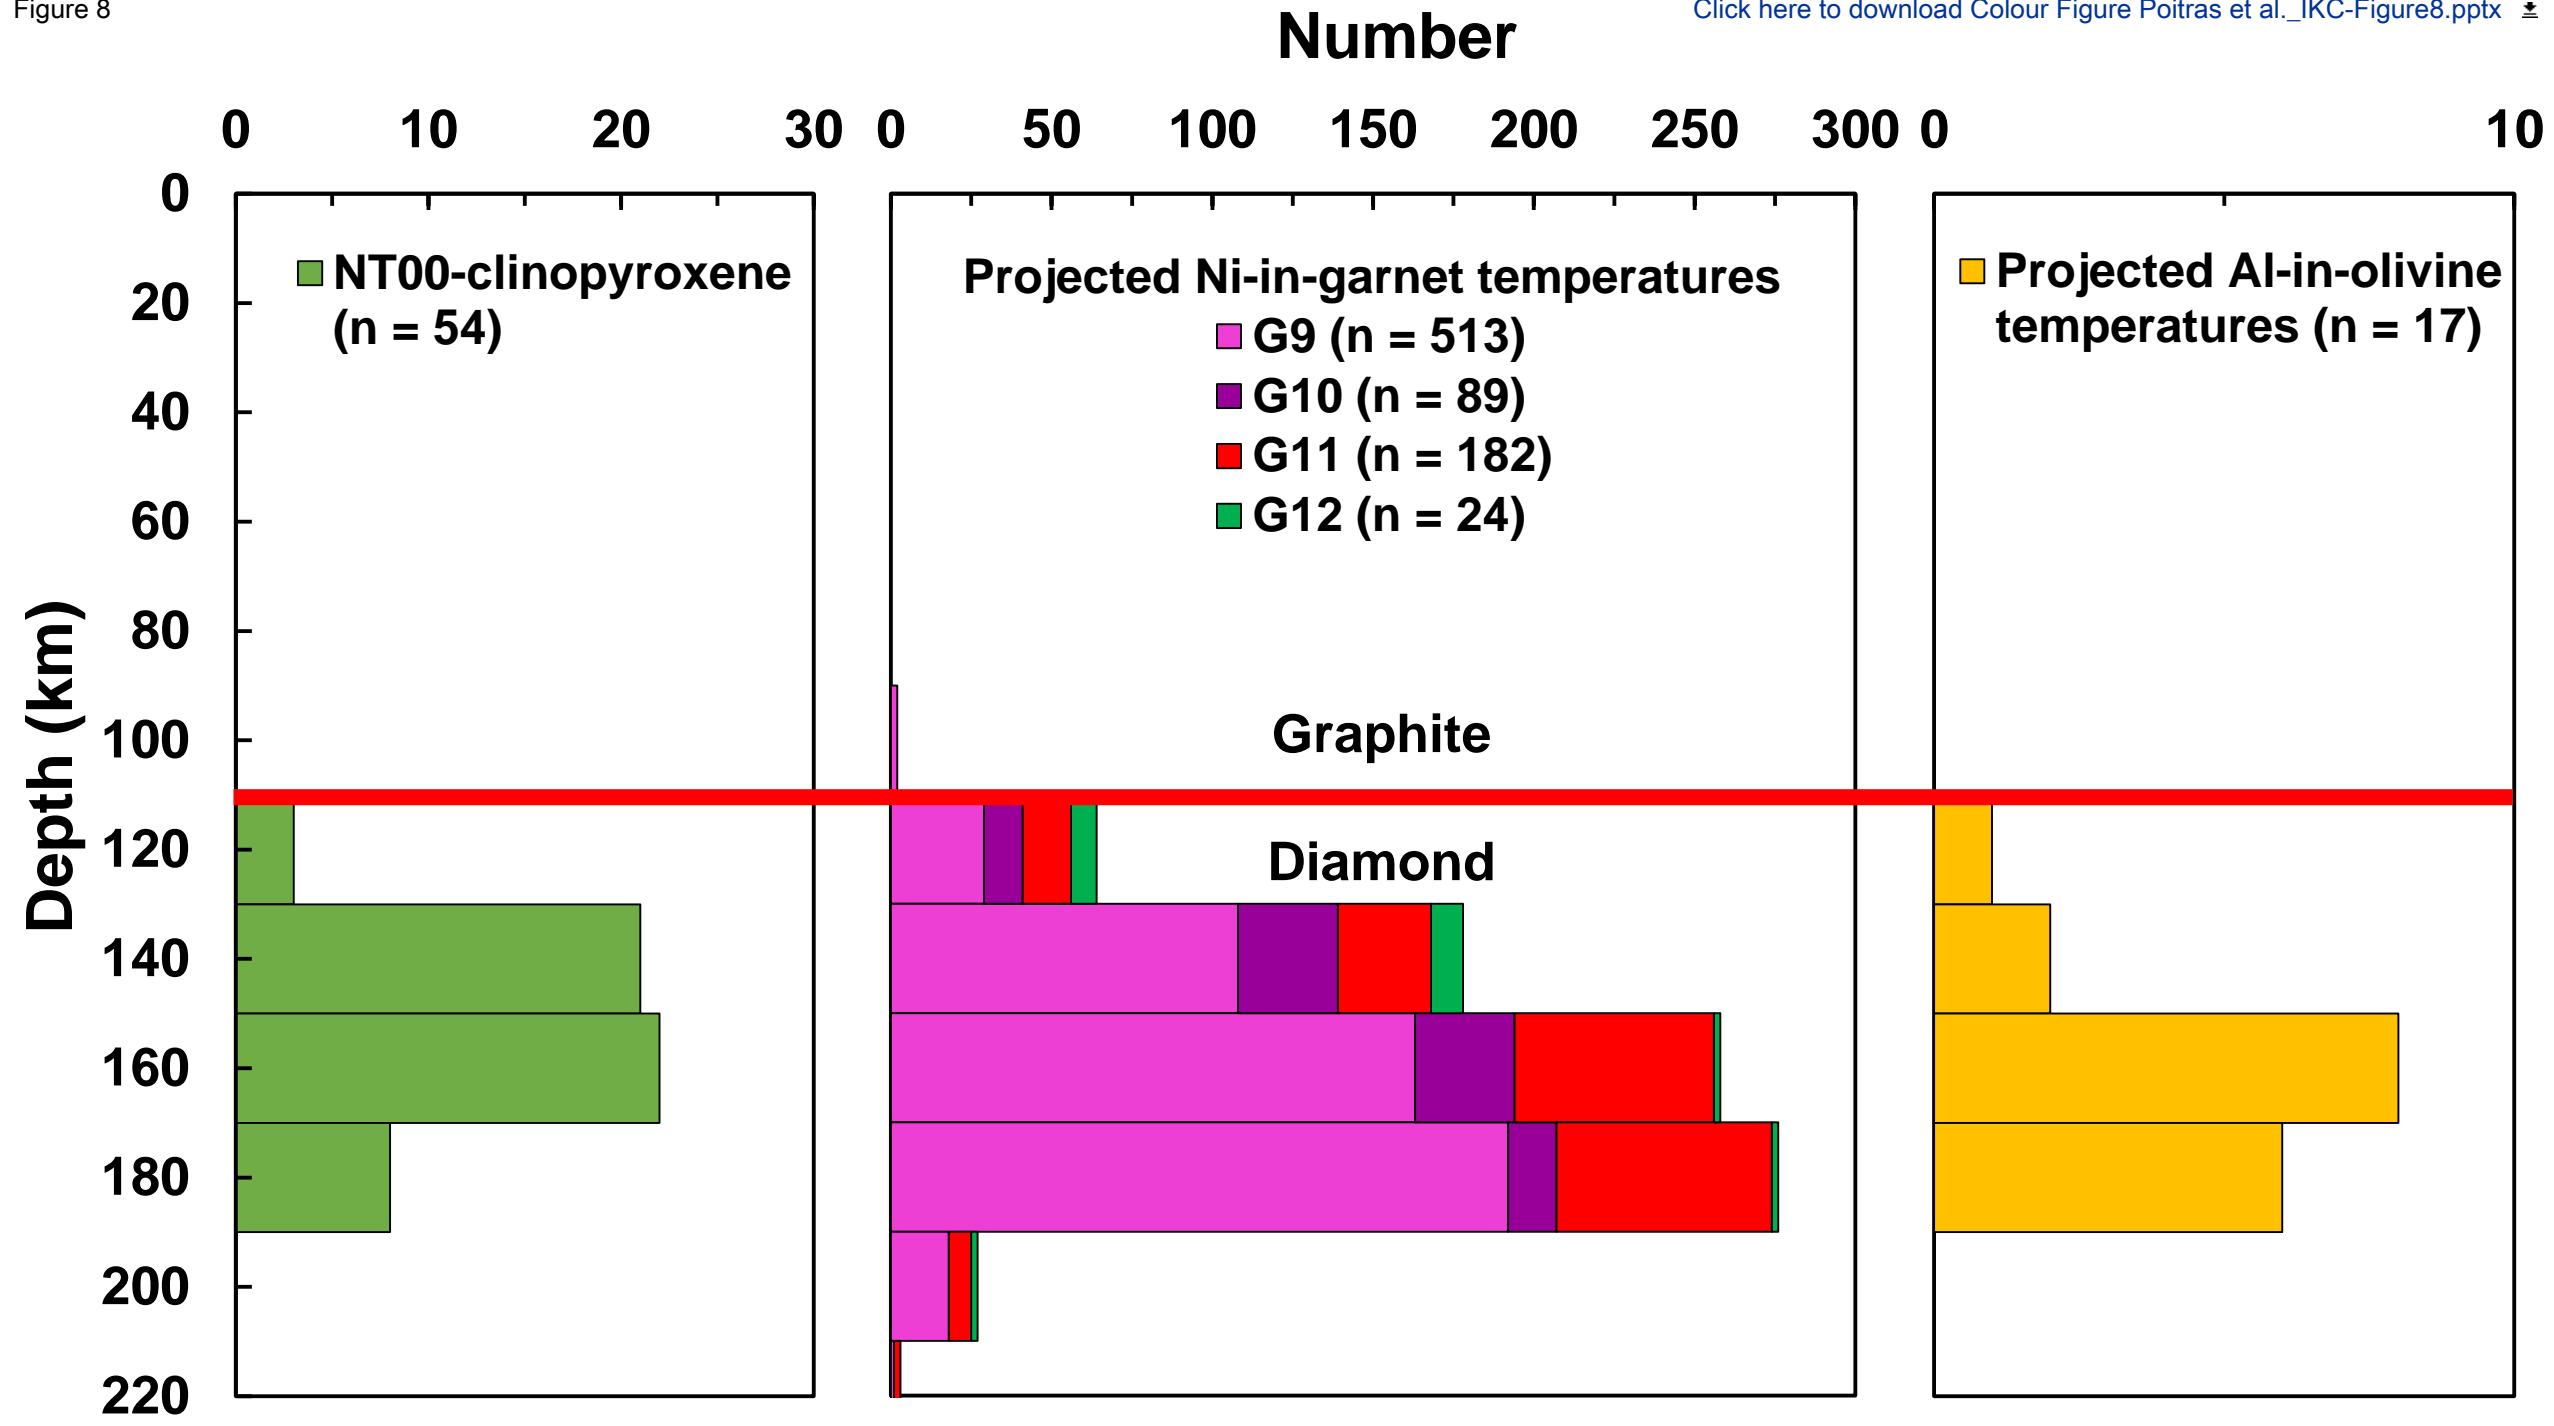 Figure 8
Click here to download Colour Figure Poitras et al._IKC-Figure8.pptx
Number
0 10 20 30 0 50 100 150 200 250 300 0 10
0
20
40
60
80
100
120
140
160
180
200
220
Depth (km)
NT00-clinopyroxene
(n = 54)
Projected Ni-in-garnet temperatures
G9 (n = 513)
G10 (n = 89)
G11 (n = 182)
G12 (n = 24)
Projected Al-in-olivine
temperatures (n = 17)
Graphite
Diamond